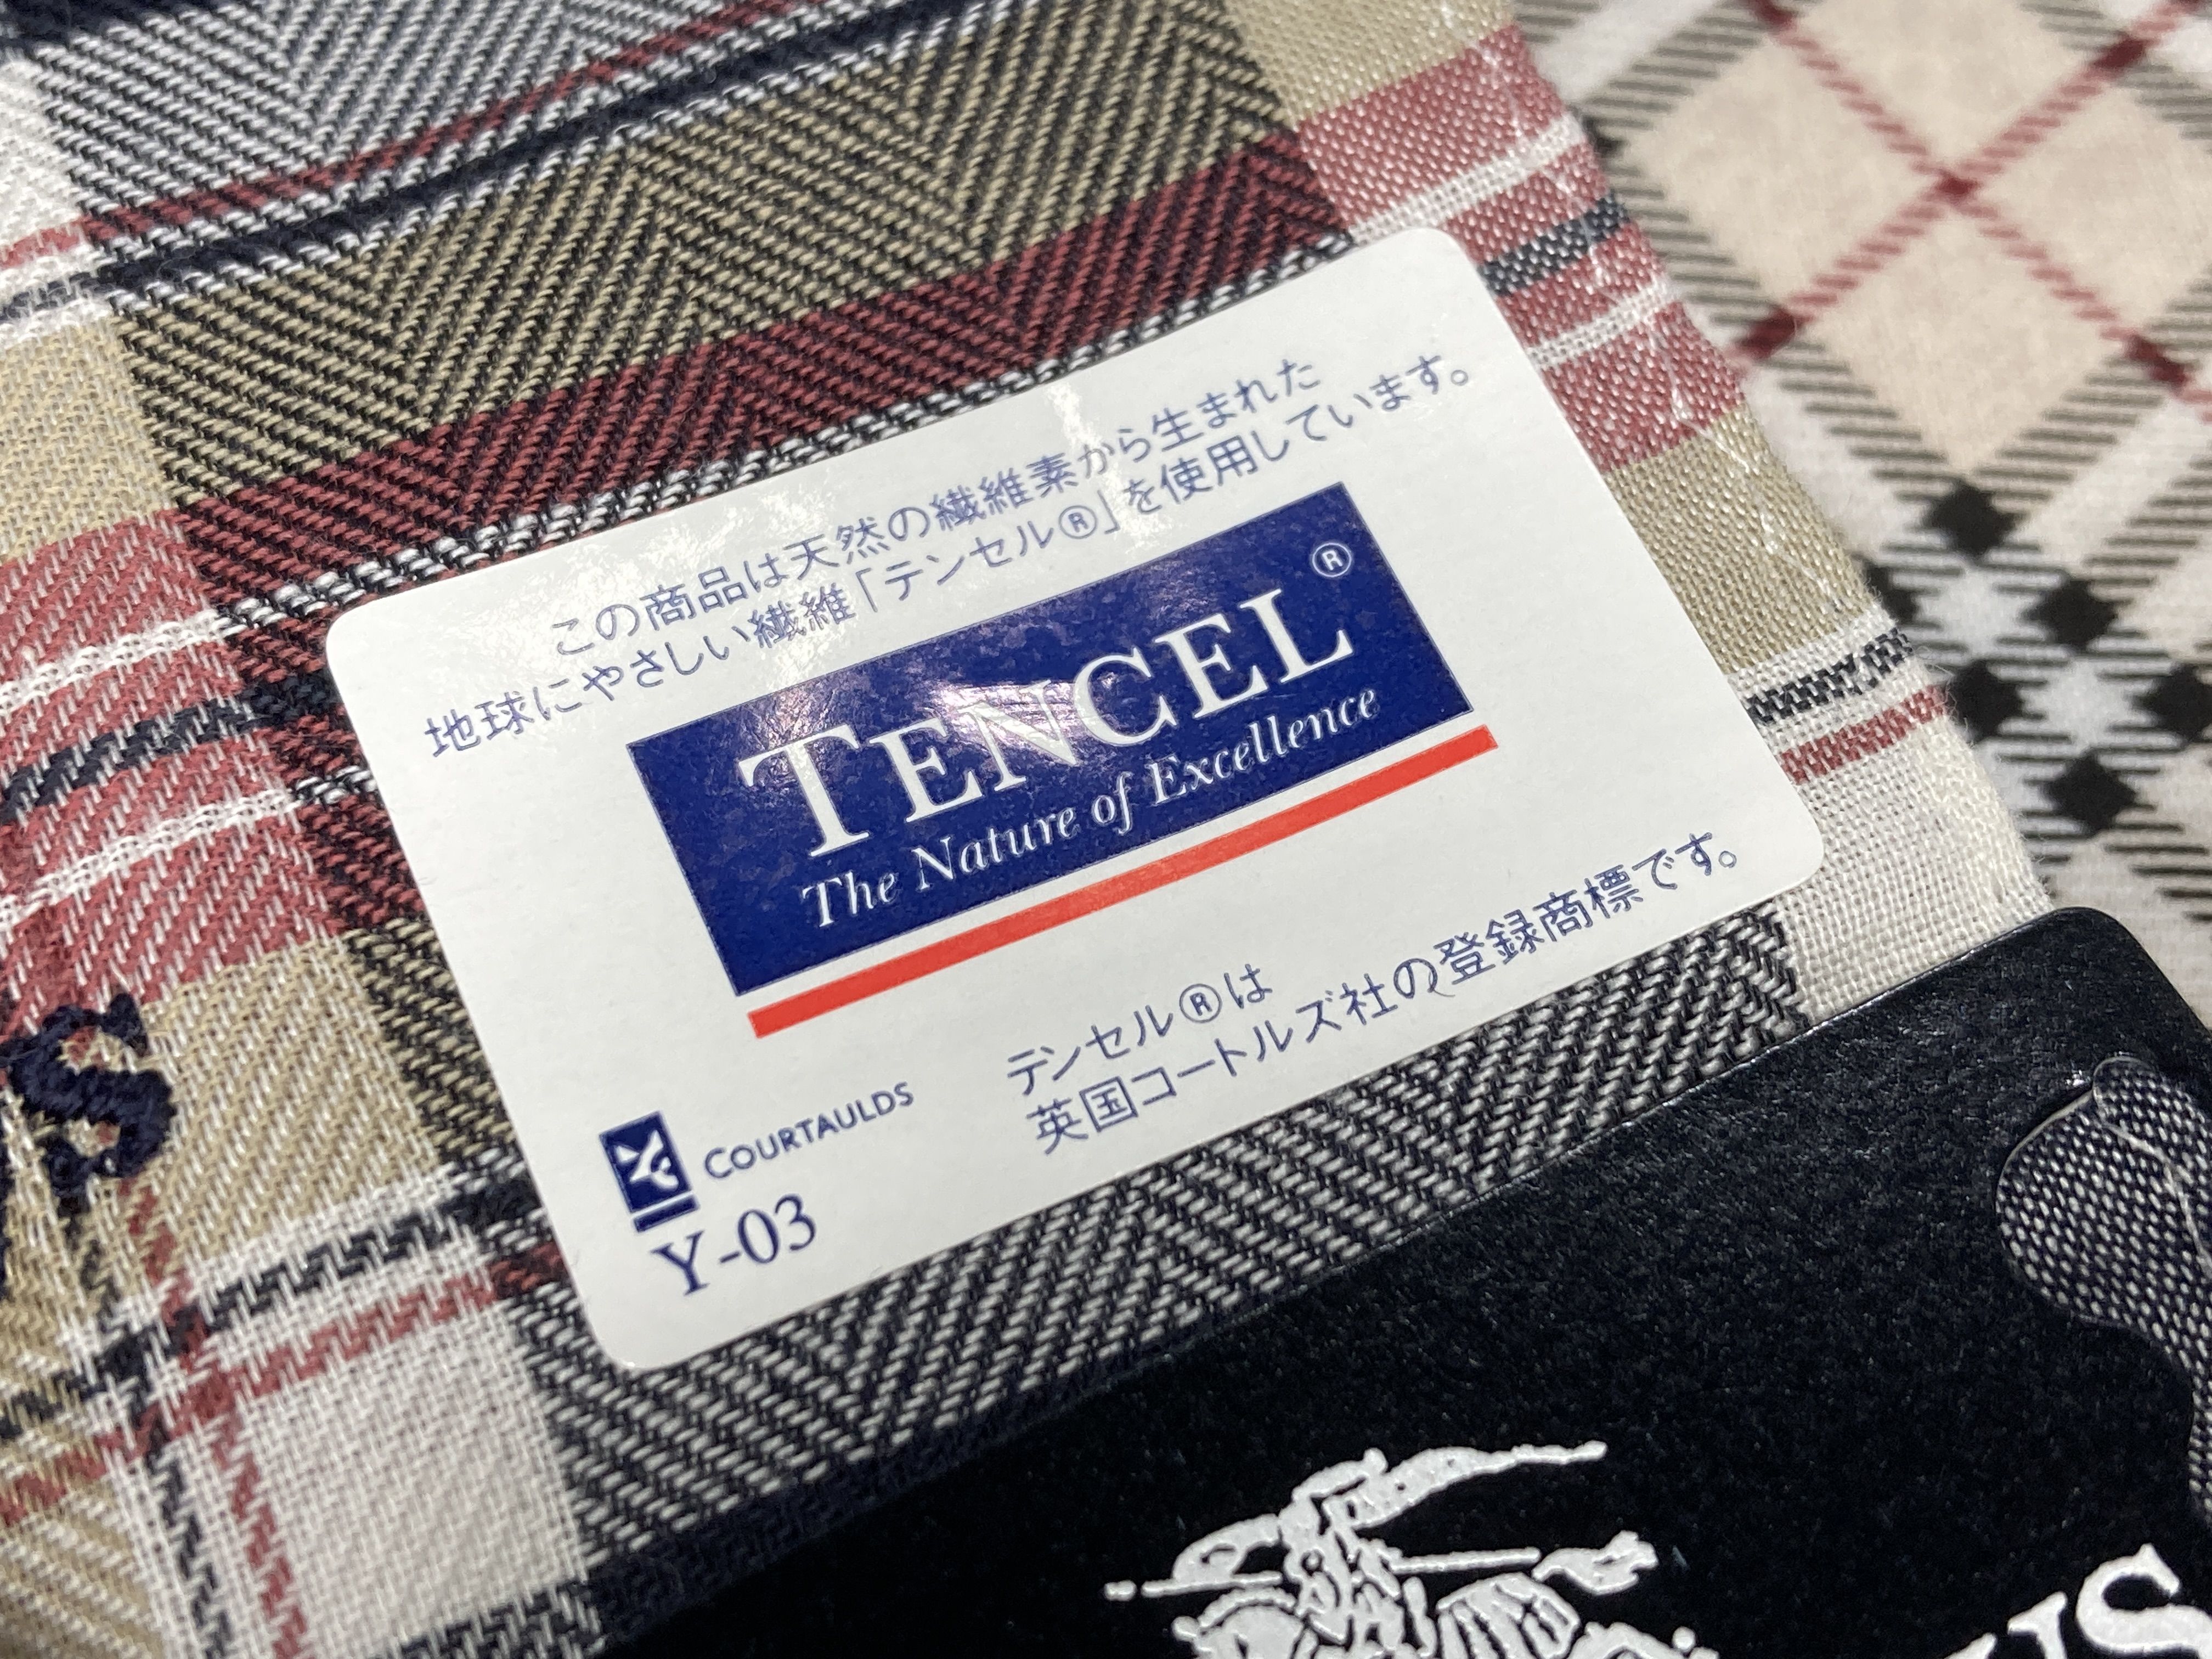 この商品は天然の繊維素から生まれた
地球にやさしい繊維「テンセル®」を使用しています。
TENCEL®
The Nature of Excellence
テンセル®は
英国コートルズ社の登録商標です。
COURTAULDS
Y-03